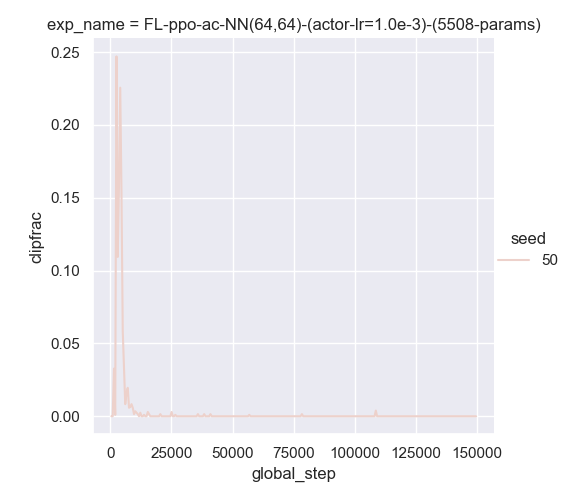 exp_name = FL-ppo-ac-NN(64,64)-(actor-lr=1.0e-3)-(5508-params)
0.25
0.20
0.15
0.10
0.05
0.00
clipfrac
0 25000 50000 75000 100000 125000 150000
global_step
seed
50